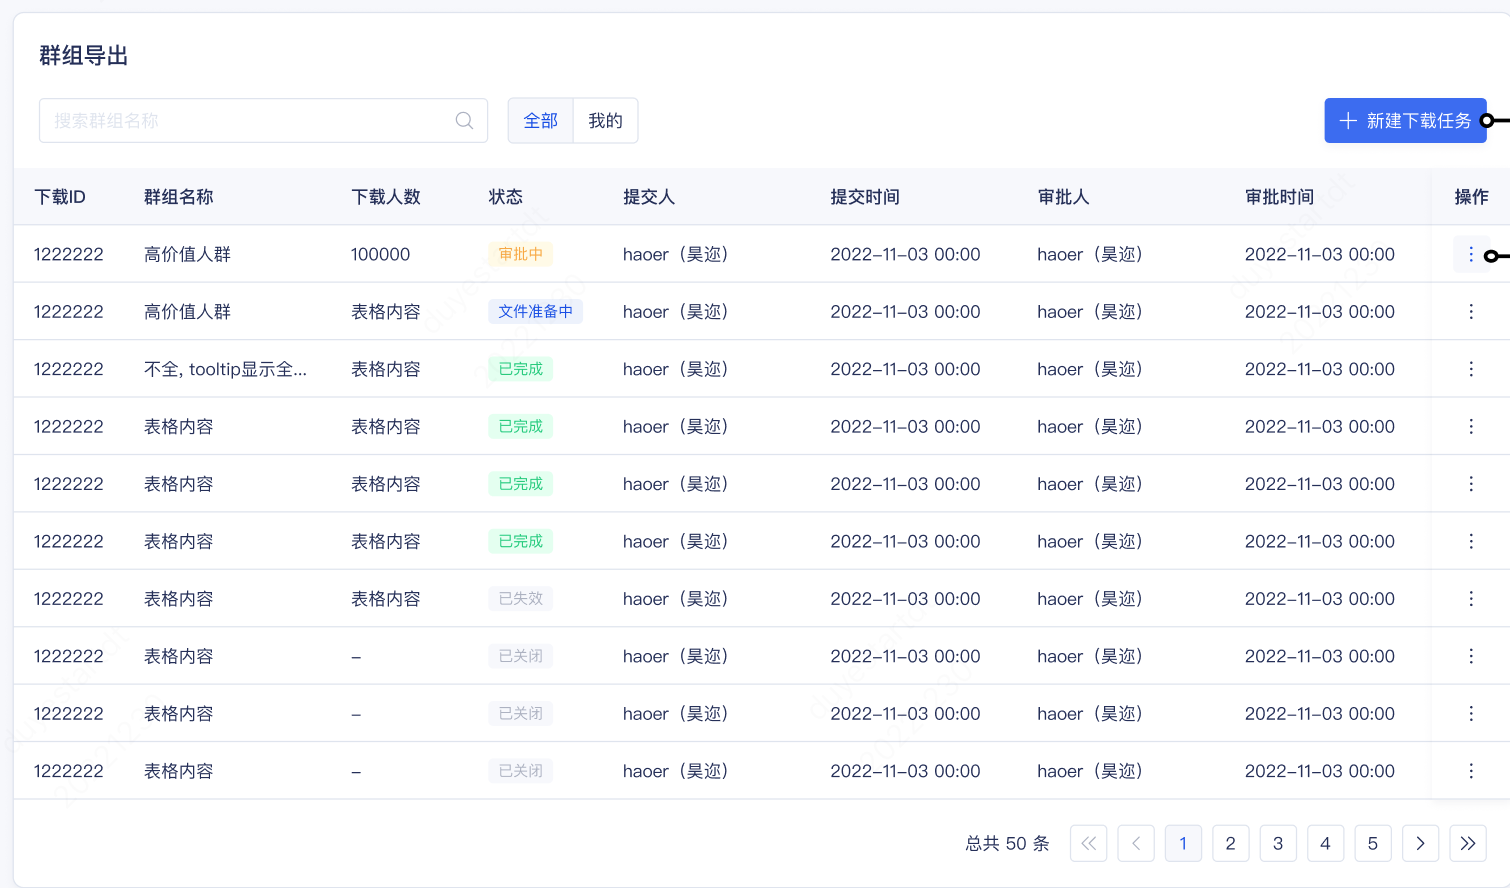 群组导出
搜索群组名称 全部 我的 新建下载任务
下载ID 群组名称 下载人数 状态 提交人 提交时间 审批人 审批时间 操作
1222222 高价值人群 100000 审批中 haoer（昊迩） 2022-11-03 00:00 haoer（昊迩） 2022-11-03 00:00
1222222 高价值人群 表格内容 文件准备中 haoer（昊迩） 2022-11-03 00:00 haoer（昊迩） 2022-11-03 00:00
1222222 不全, tooltip显示全... 表格内容 已完成 haoer（昊迩） 2022-11-03 00:00 haoer（昊迩） 2022-11-03 00:00
1222222 表格内容 表格内容 已完成 haoer（昊迩） 2022-11-03 00:00 haoer（昊迩） 2022-11-03 00:00
1222222 表格内容 表格内容 已完成 haoer（昊迩） 2022-11-03 00:00 haoer（昊迩） 2022-11-03 00:00
1222222 表格内容 表格内容 已完成 haoer（昊迩） 2022-11-03 00:00 haoer（昊迩） 2022-11-03 00:00
1222222 表格内容 表格内容 已失效 haoer（昊迩） 2022-11-03 00:00 haoer（昊迩） 2022-11-03 00:00
1222222 表格内容 – 已关闭 haoer（昊迩） 2022-11-03 00:00 haoer（昊迩） 2022-11-03 00:00
1222222 表格内容 – 已关闭 haoer（昊迩） 2022-11-03 00:00 haoer（昊迩） 2022-11-03 00:00
1222222 表格内容 – 已关闭 haoer（昊迩） 2022-11-03 00:00 haoer（昊迩） 2022-11-03 00:00
总共 50 条 1 2 3 4 5